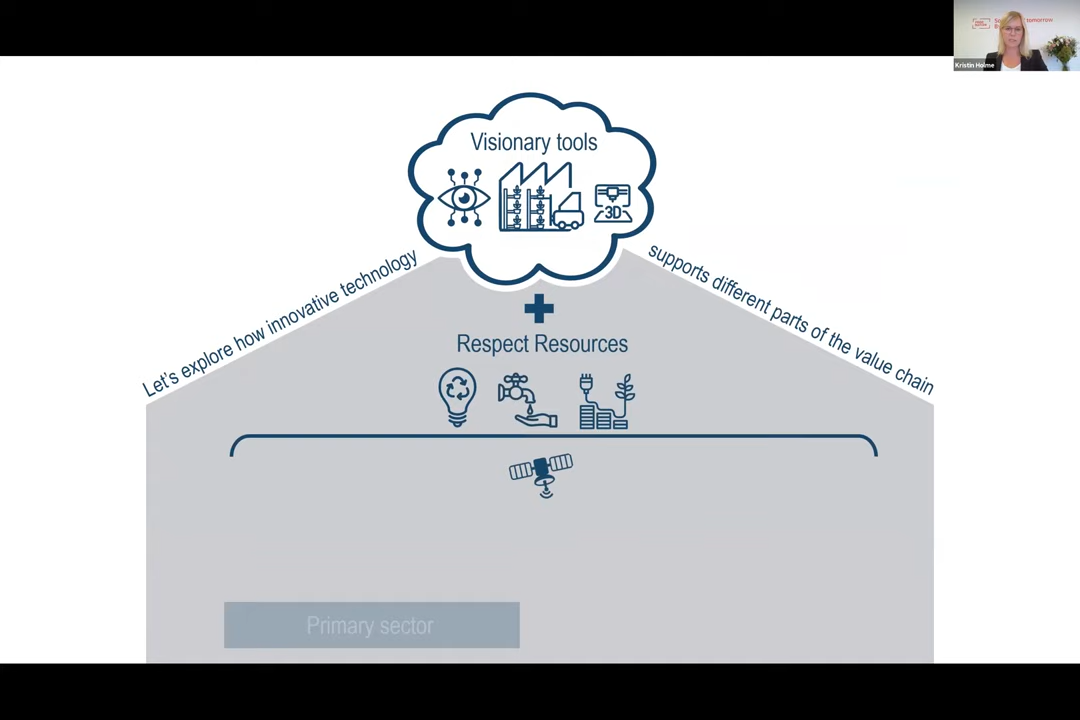 tomorrow
Kristin Holme
Visionary tools
3D
Let's explore how innovative technology
supports different parts of the value chain
Respect Resources
Primary sector